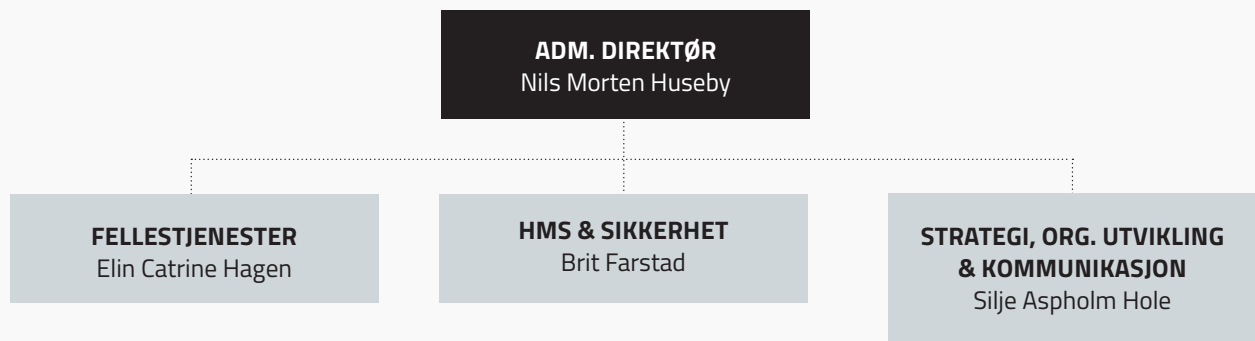 ADM. DIREKTØR
Nils Morten Huseby
FELLESTJENESTER
Elin Catrine Hagen
HMS & SIKKERHET
Brit Farstad
STRATEGI, ORG. UTVIKLING
& KOMMUNIKASJON
Silje Aspholm Hole